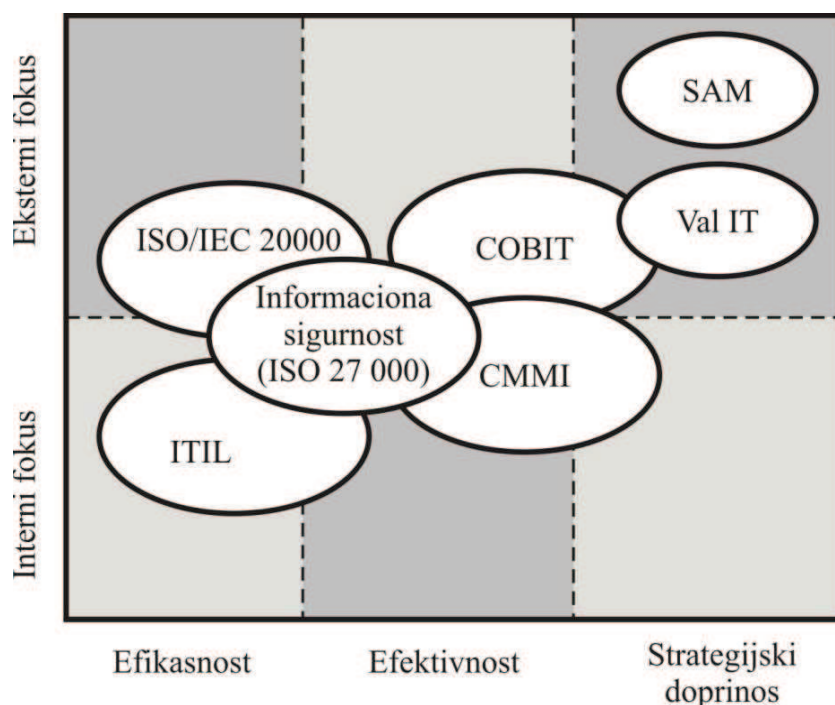 Eksterni fokus
Interni fokus
SAM
Val IT
ISO/IEC 20000
COBIT
Informaciona
sigurnost
(ISO 27 000)
CMMI
ITIL
Efikasnost
Efektivnost
Strategijski
doprinos